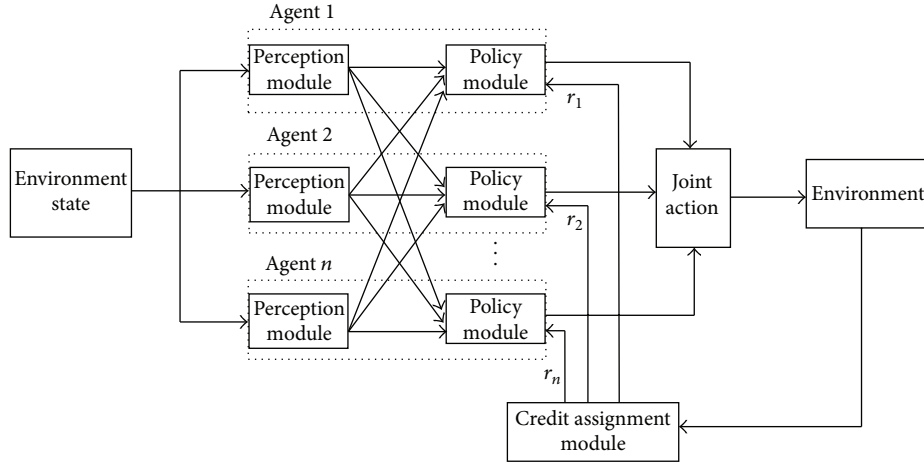 Agent 1
Perception
module
Policy
module
r1
Agent 2
Environment
state
Perception
module
Policy
module
r2
Joint
action
Environment
⋮
Agent n
Perception
module
Policy
module
rn
Credit assignment
module